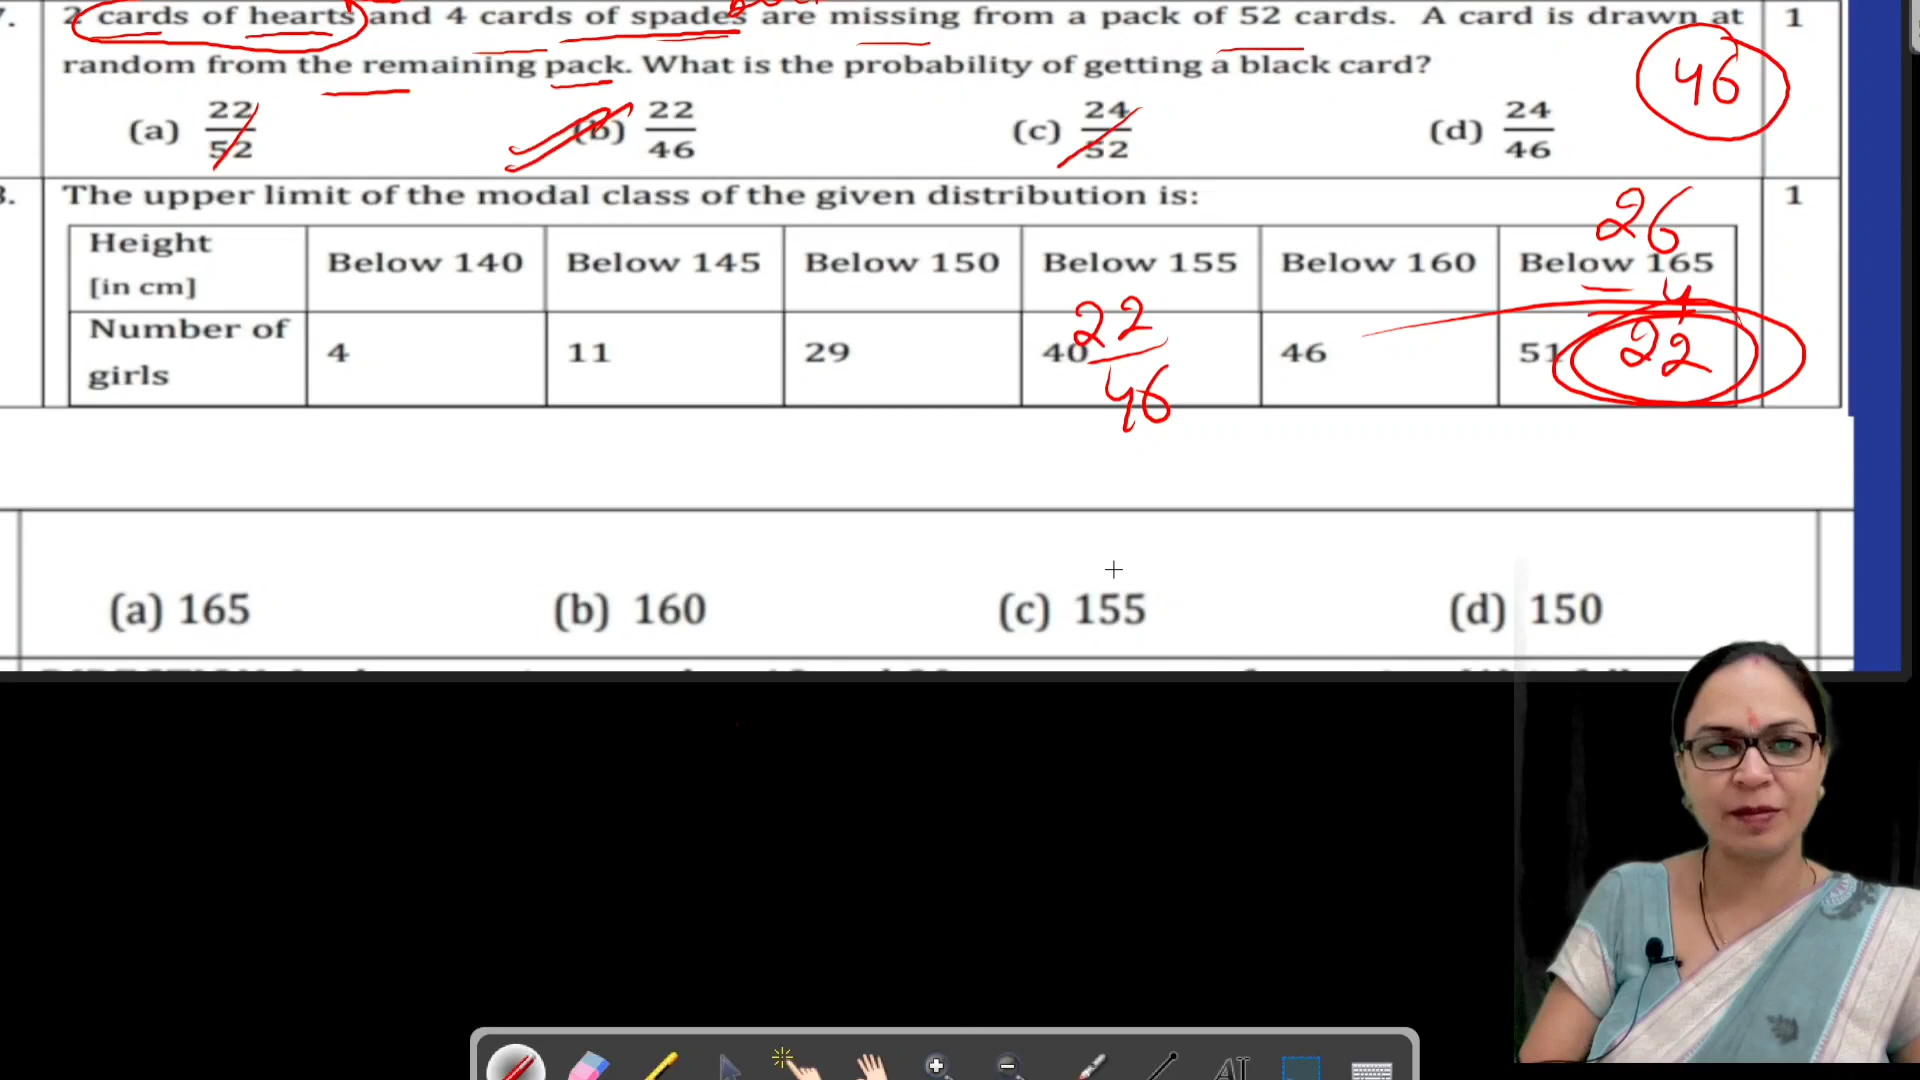 7. 2 cards of hearts and 4 cards of spades are missing from a pack of 52 cards. A card is drawn at 1
random from the remaining pack. What is the probability of getting a black card?
46
(a) 22/52 (b) 22/46 (c) 24/52 (d) 24/46
The upper limit of the modal class of the given distribution is: 1
26
4
22
Height [in cm] Below 140 Below 145 Below 150 Below 155 Below 160 Below 165
Number of girls 4 11 29 40 46 51
22/46
(a) 165 (b) 160 (c) 155 (d) 150